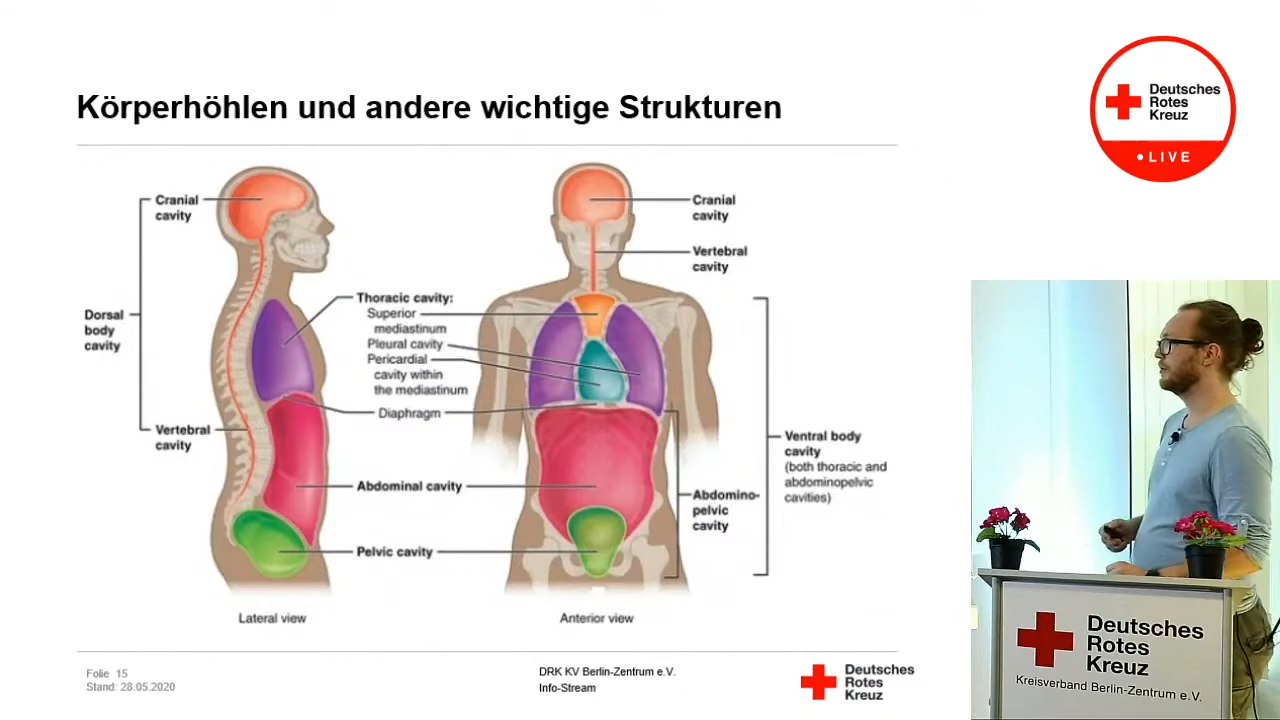 Körperhöhlen und andere wichtige Strukturen
Deutsches
Rotes
Kreuz
LIVE
Cranial
cavity
Dorsal
body
cavity
Vertebral
cavity
Thoracic cavity:
Superior
mediastinum
Pleural cavity
Pericardial
cavity within
the mediastinum
Diaphragm
Abdominal cavity
Pelvic cavity
Cranial
cavity
Vertebral
cavity
Ventral body
cavity
(both thoracic and
abdominopelvic
cavities)
Abdomino-
pelvic
cavity
Lateral view
Anterior view
Folie 15
Stand: 28.05.2020
DRK KV Berlin-Zentrum e.V.
Info-Stream
Deutsches
Rotes
Kreuz
Deutsches
Rotes
Kreuz
Kreisverband Berlin-Zentrum e.V.